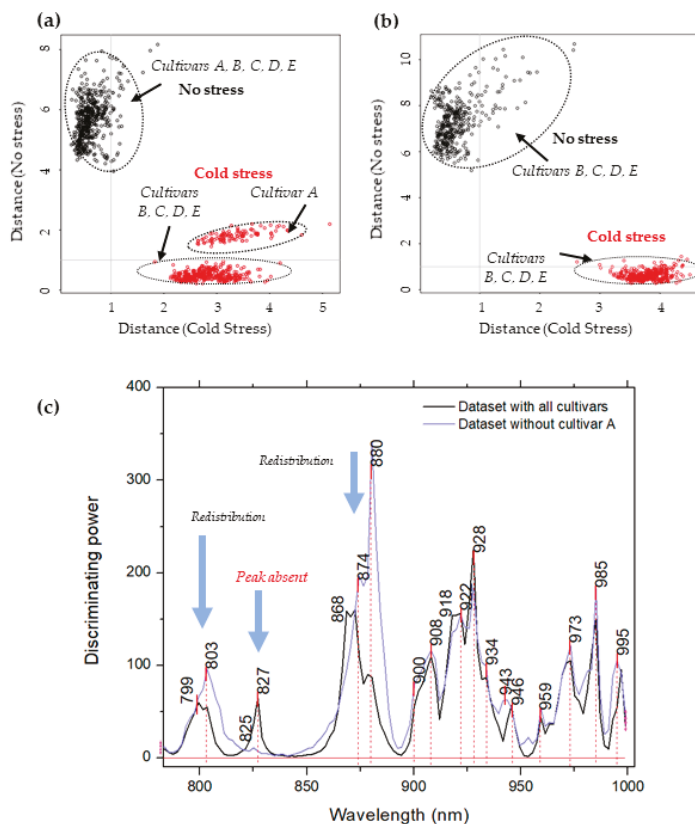 (a)
8
6
4
2
0
Distance (No stress)
Cultivars A, B, C, D, E
No stress
Cold stress
Cultivars
B, C, D, E
Cultivar A
1 2 3 4 5
Distance (Cold Stress)
(b)
10
8
6
4
2
0
Distance (No stress)
No stress
Cultivars B, C, D, E
Cold stress
Cultivars
B, C, D, E
1 2 3 4
Distance (Cold Stress)
(c)
400
300
200
100
0
Discriminating power
Dataset with all cultivars
Dataset without cultivar A
Redistribution
Redistribution
Peak absent
799
803
825
827
868
874
880
900
908
918
922
928
934
943
946
959
973
985
995
800 850 900 950 1000
Wavelength (nm)